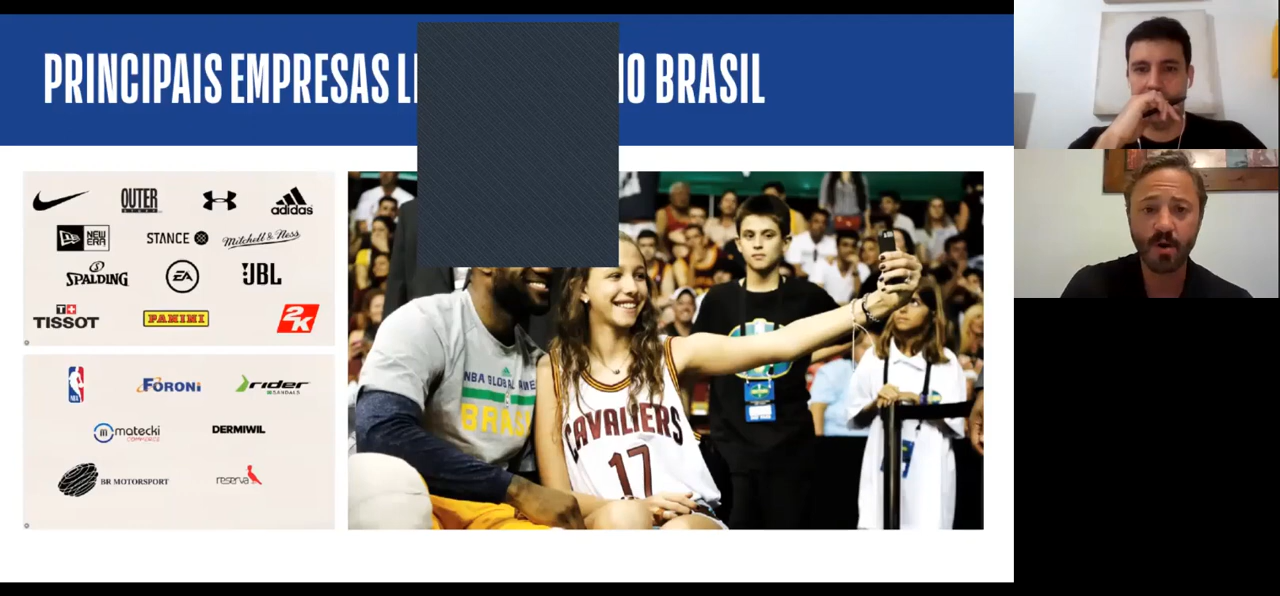 PRINCIPAIS EMPRESAS BRASIL
OUTER
adidas
NEW ERA
STANCE
Mitchell & Ness
SPALDING
EA
JBL
TISSOT
PANINI
2K
NBA
FORONI
rider
SANDALS
matecki
COMMERCE
DERMIWIL
BR MOTORSPORT
reserva
NBA GLOBAL GAMES
BRASIL
CAVALIERS
17